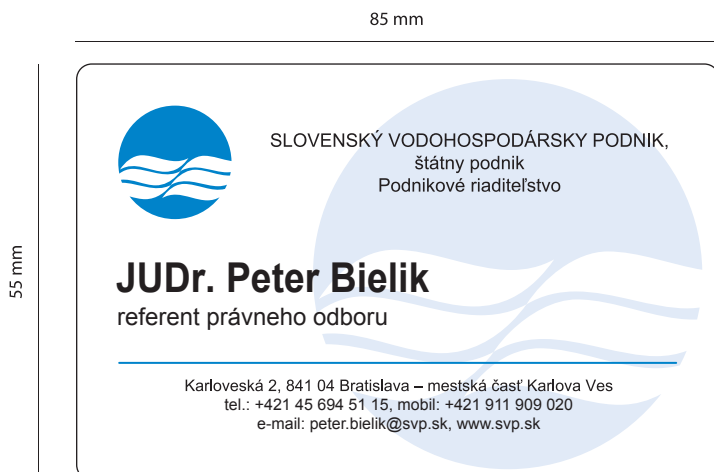 85 mm
55 mm
SLOVENSKÝ VODOHOSPODÁRSKY PODNIK,
štátny podnik
Podnikové riaditeľstvo
JUDr. Peter Bielik
referent právneho odboru
Karloveská 2, 841 04 Bratislava – mestská časť Karlova Ves
tel.: +421 45 694 51 15, mobil: +421 911 909 020
e-mail: peter.bielik@svp.sk, www.svp.sk